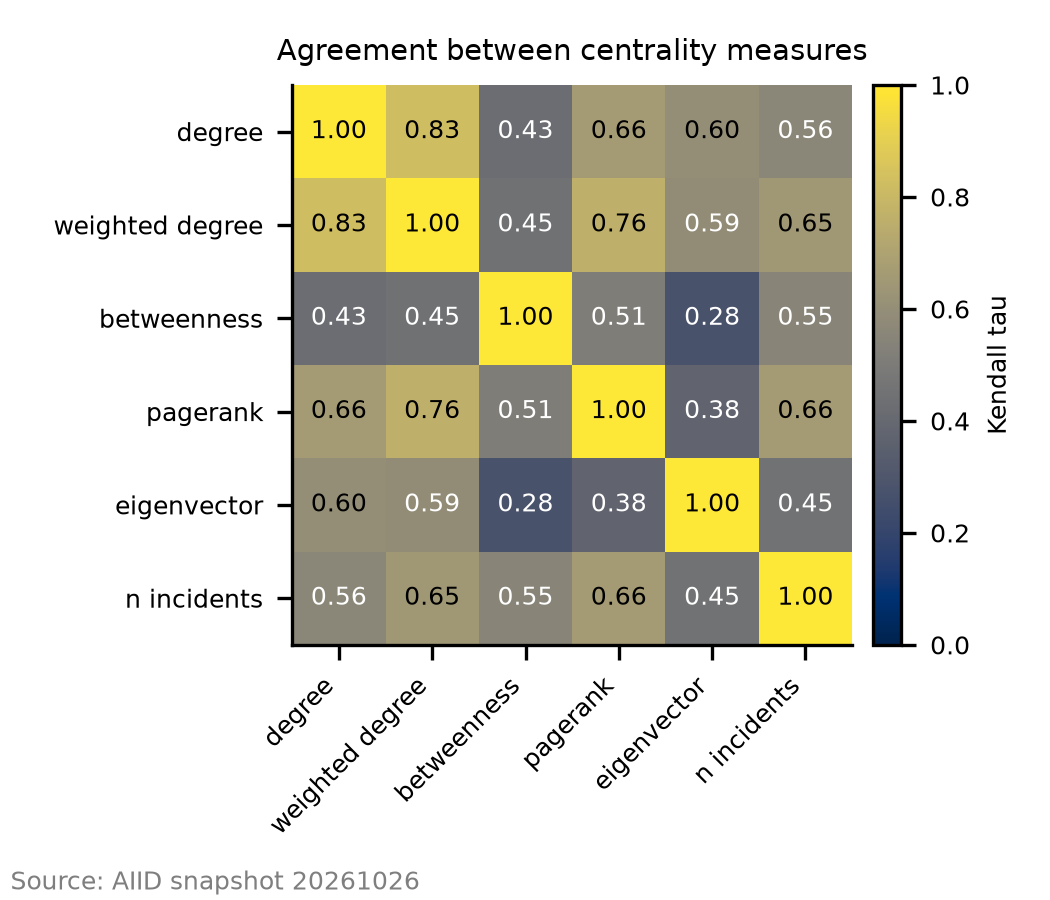 Agreement between centrality measures
degree 1.00 0.83 0.43 0.66 0.60 0.56
weighted degree 0.83 1.00 0.45 0.76 0.59 0.65
betweenness 0.43 0.45 1.00 0.51 0.28 0.55
pagerank 0.66 0.76 0.51 1.00 0.38 0.66
eigenvector 0.60 0.59 0.28 0.38 1.00 0.45
n incidents 0.56 0.65 0.55 0.66 0.45 1.00
degree
weighted degree
betweenness
pagerank
eigenvector
n incidents
1.0
0.8
0.6
0.4
0.2
0.0
Kendall tau
Source: AIID snapshot 20261026